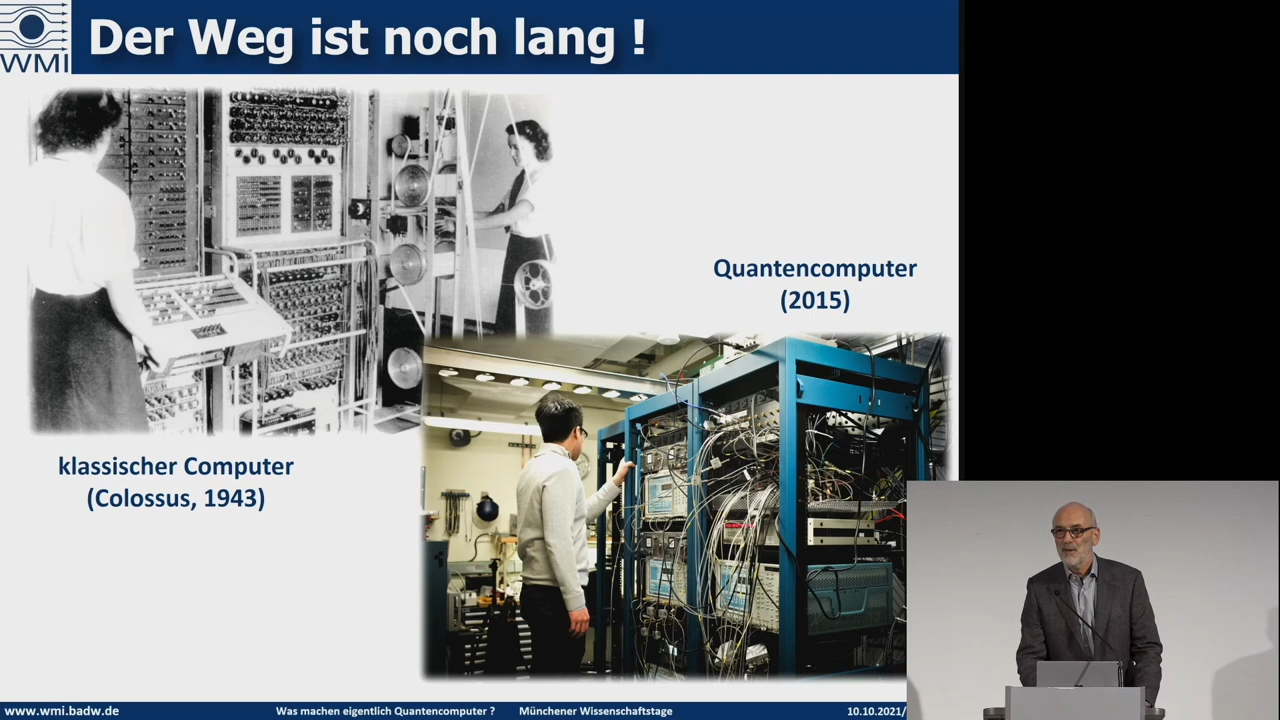 WMI
Der Weg ist noch lang !
Quantencomputer
(2015)
klassischer Computer
(Colossus, 1943)
www.wmi.badw.de
Was machen eigentlich Quantencomputer ?
Münchener Wissenschaftstage
10.10.2021/